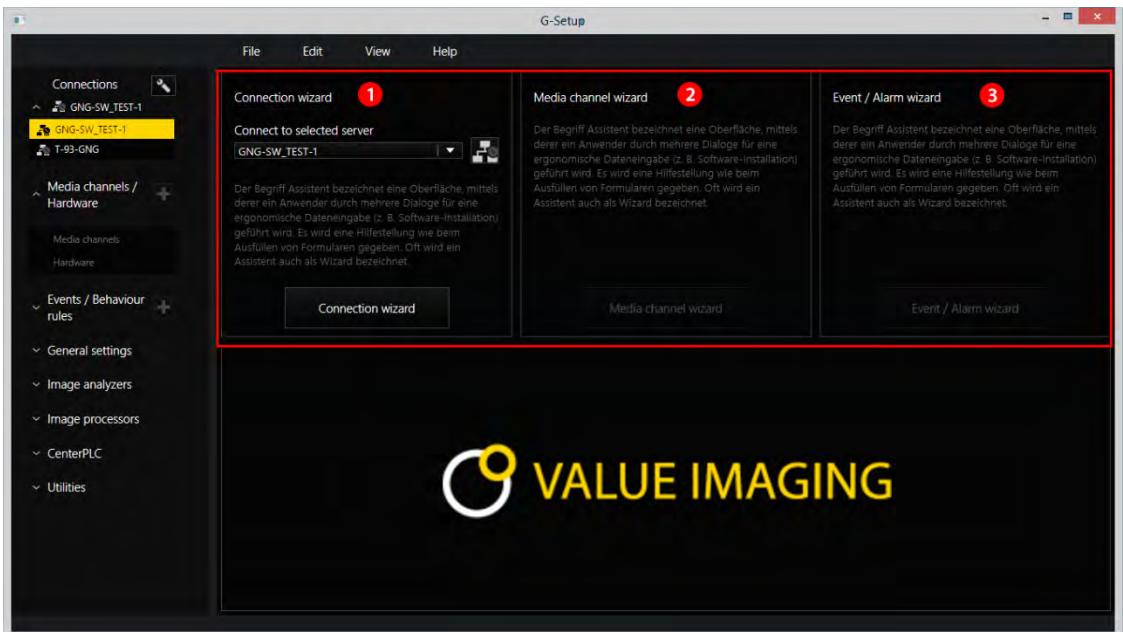 G-Setup
File Edit View Help
Connections
GNG-SW_TEST-1
GNG-SW_TEST-1
T-93-GNG
Media channels /
Hardware
Media channels
Hardware
Events / Behaviour
rules
General settings
Image analyzers
Image processors
CenterPLC
Utilities
Connection wizard 1
Connect to selected server
GNG-SW_TEST-1
Der Begriff Assistent bezeichnet eine Oberfläche, mittels
derer ein Anwender durch mehrere Dialoge für eine
ergonomische Dateneingabe (z. B. Software-Installation)
geführt wird. Es wird eine Hilfestellung wie beim
Ausfüllen von Formularen gegeben. Oft wird ein
Assistent auch als Wizard bezeichnet.
Connection wizard
Media channel wizard 2
Der Begriff Assistent bezeichnet eine Oberfläche, mittels
derer ein Anwender durch mehrere Dialoge für eine
ergonomische Dateneingabe (z. B. Software-Installation)
geführt wird. Es wird eine Hilfestellung wie beim
Ausfüllen von Formularen gegeben. Oft wird ein
Assistent auch als Wizard bezeichnet.
Media channel wizard
Event / Alarm wizard 3
Der Begriff Assistent bezeichnet eine Oberfläche, mittels
derer ein Anwender durch mehrere Dialoge für eine
ergonomische Dateneingabe (z. B. Software-Installation)
geführt wird. Es wird eine Hilfestellung wie beim
Ausfüllen von Formularen gegeben. Oft wird ein
Assistent auch als Wizard bezeichnet.
Event / Alarm wizard
VALUE IMAGING